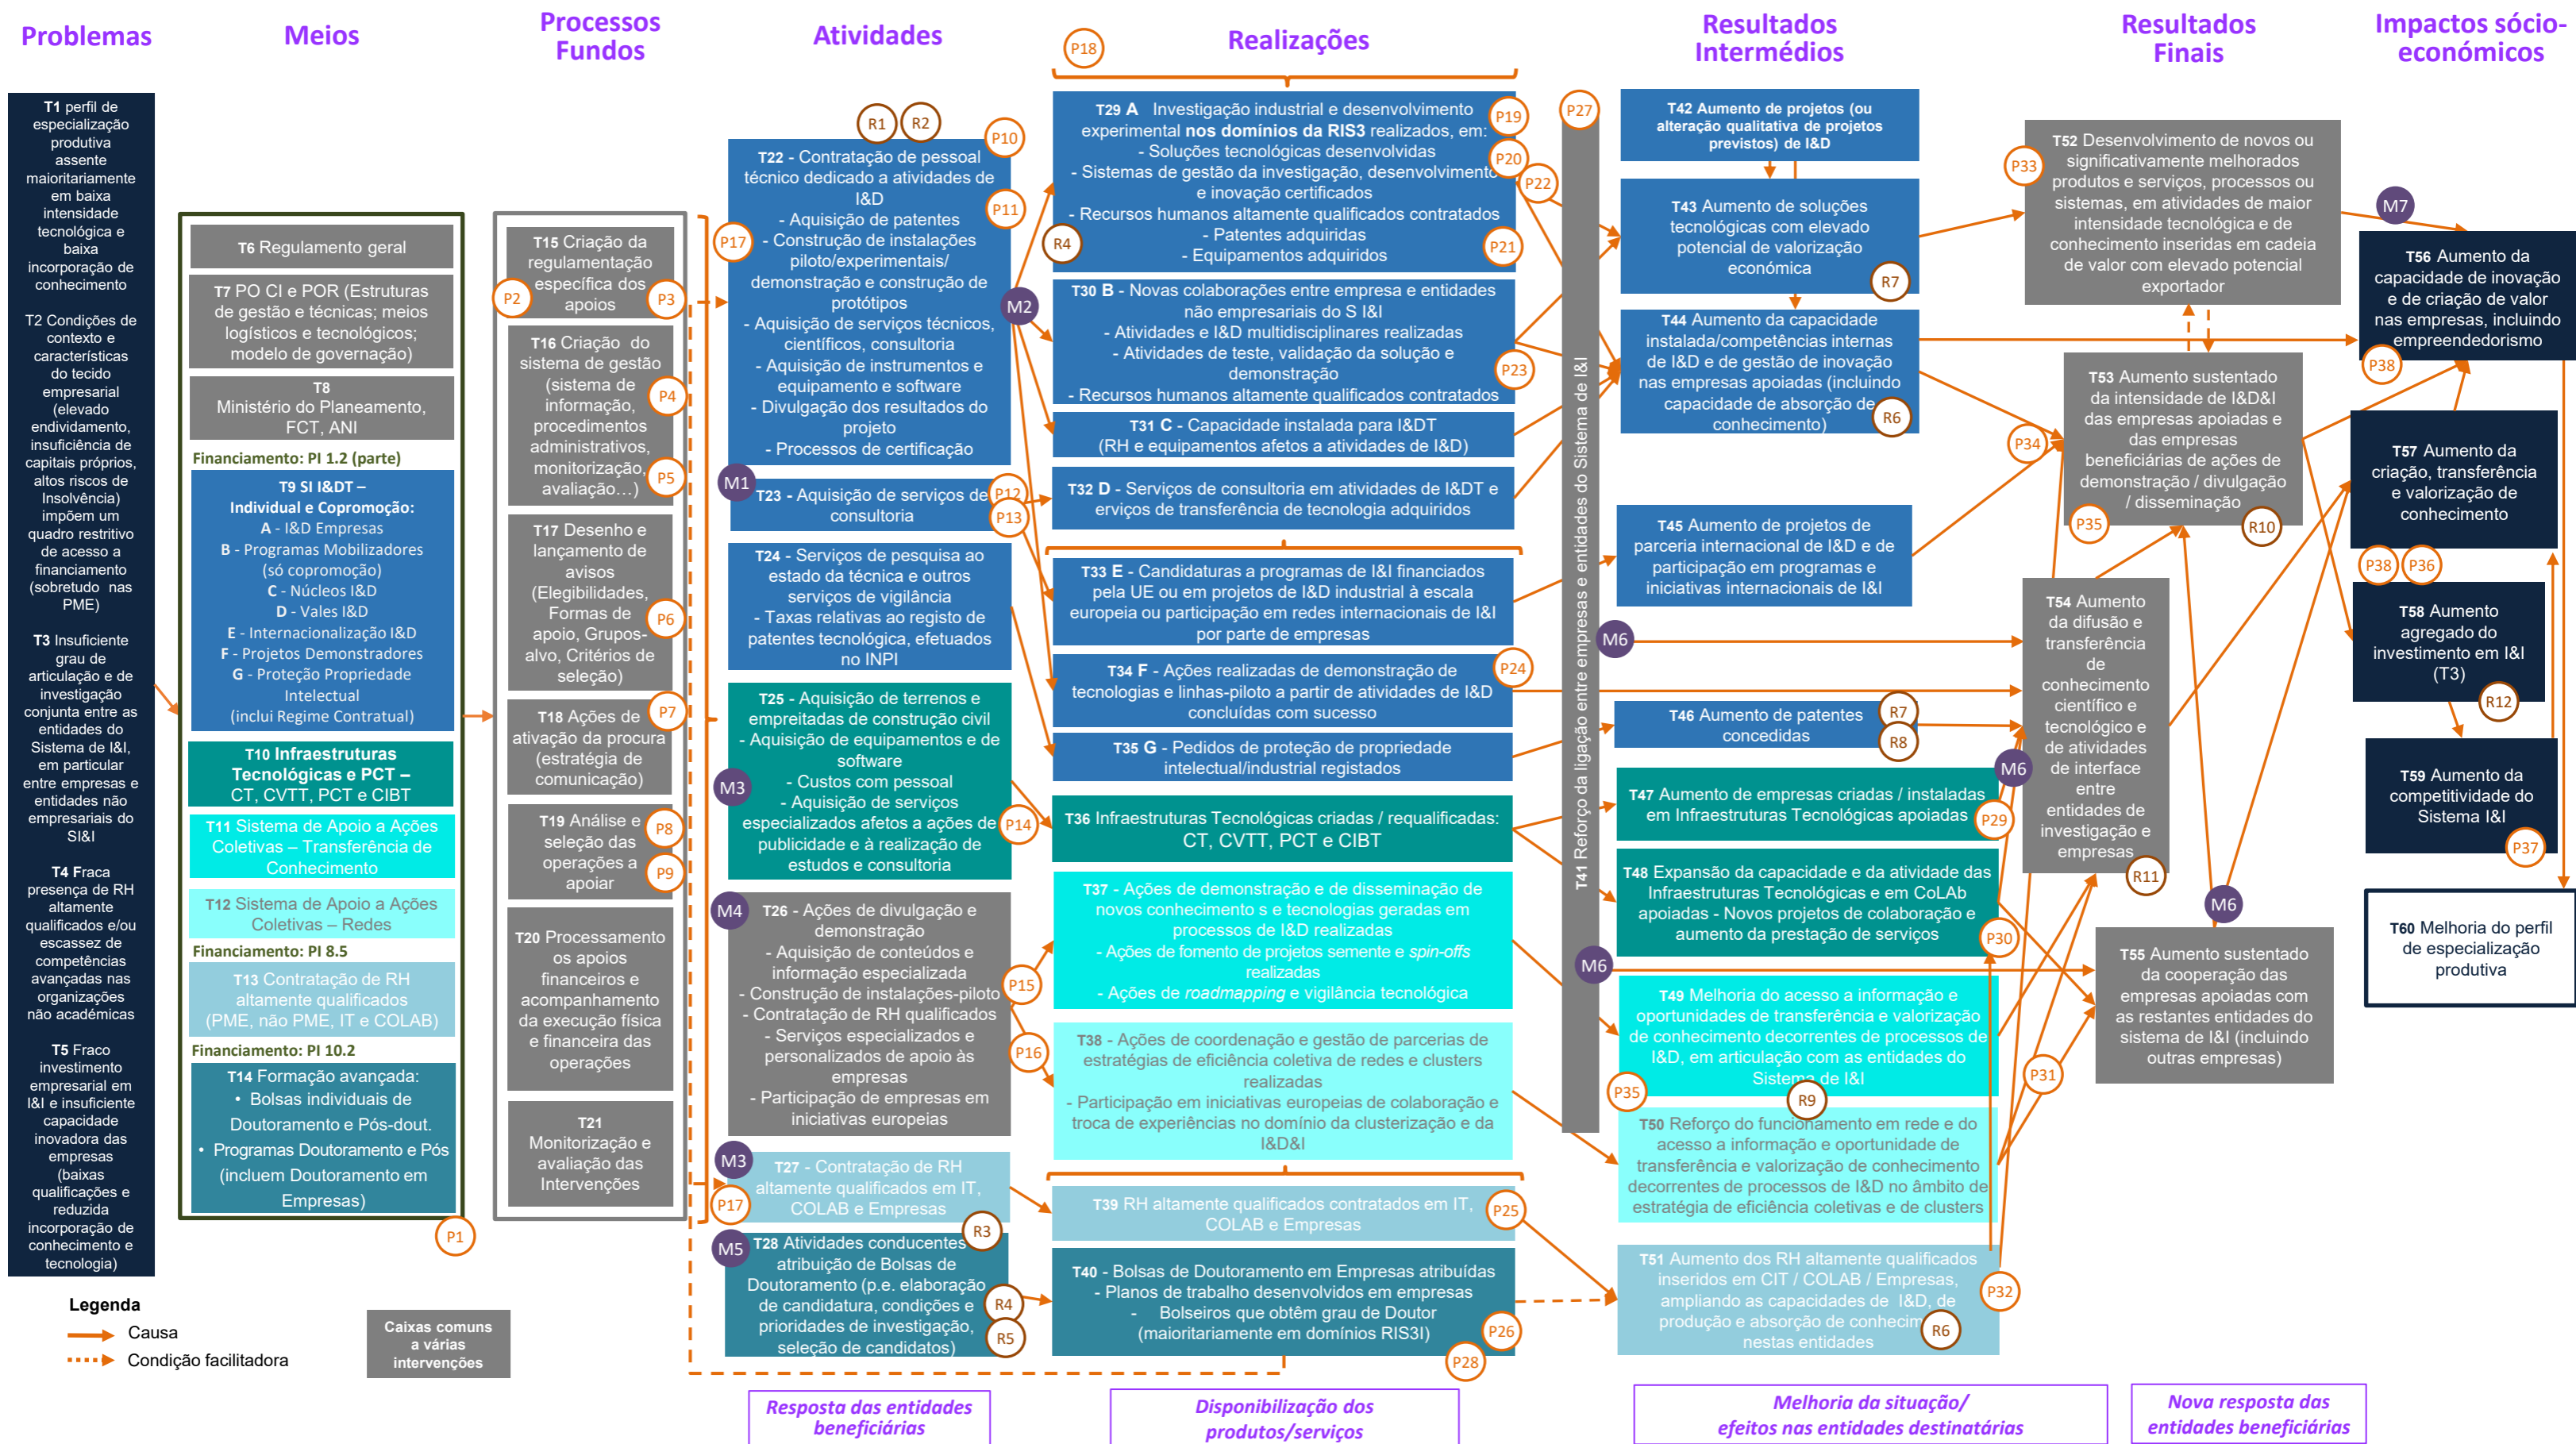 Problemas
Meios
Processos
Fundos
Atividades
Realizações
Resultados
Intermédios
Resultados
Finais
Impactos sócio-
económicos
T1 perfil de
especialização
produtiva
assente
maioritariamente
em baixa
intensidade
tecnológica e
baixa
incorporação de
conhecimento
T2 Condições de
contexto e
características
do tecido
empresarial
(elevado
endividamento,
insuficiência de
capitais próprios,
altos riscos de
Insolvência)
impõem um
quadro restritivo
de acesso a
financiamento
(sobretudo nas
PME)
T3 Insuficiente
grau de
articulação e de
investigação
conjunta entre as
entidades do
Sistema de I&I,
em particular
entre empresas e
entidades não
empresariais do
SI&I
T4 Fraca
presença de RH
altamente
qualificados e/ou
escassez de
competências
avançadas nas
organizações
não académicas
T5 Fraco
investimento
empresarial em
I&I e insuficiente
capacidade
inovadora das
empresas
(baixas
qualificações e
reduzida
incorporação de
conhecimento e
tecnologia)
Legenda
Causa
Condição facilitadora
Caixas comuns
a várias
intervenções
T6 Regulamento geral
T7 PO CI e POR (Estruturas
de gestão e técnicas; meios
logísticos e tecnológicos;
modelo de governação)
T8
Ministério do Planeamento,
FCT, ANI
Financiamento: PI 1.2 (parte)
T9 SI I&DT –
Individual e Copromoção:
A - I&D Empresas
B - Programas Mobilizadores
(só copromoção)
C - Núcleos I&D
D - Vales I&D
E - Internacionalização I&D
F - Projetos Demonstradores
G - Proteção Propriedade
Intelectual
(inclui Regime Contratual)
T10 Infraestruturas
Tecnológicas e PCT –
CT, CVTT, PCT e CIBT
T11 Sistema de Apoio a Ações
Coletivas – Transferência de
Conhecimento
T12 Sistema de Apoio a Ações
Coletivas – Redes
Financiamento: PI 8.5
T13 Contratação de RH
altamente qualificados
(PME, não PME, IT e COLAB)
Financiamento: PI 10.2
T14 Formação avançada:
• Bolsas individuais de
Doutoramento e Pós-dout.
• Programas Doutoramento e Pós
(incluem Doutoramento em
Empresas)
P1
T15 Criação da
regulamentação
específica dos
apoios
P2
P3
T16 Criação do
sistema de gestão
(sistema de
informação,
procedimentos
administrativos,
monitorização,
avaliação…)
P4
P5
T17 Desenho e
lançamento de
avisos
(Elegibilidades,
Formas de
apoio, Grupos-
alvo, Critérios de
seleção)
P6
T18 Ações de
ativação da procura
(estratégia de
comunicação)
P7
T19 Análise e
seleção das
operações a
apoiar
P8
P9
T20 Processamento
os apoios
financeiros e
acompanhamento
da execução física
e financeira das
operações
T21
Monitorização e
avaliação das
Intervenções
R1
R2
P10
P11
P17
T22 - Contratação de pessoal
técnico dedicado a atividades de
I&D
- Aquisição de patentes
- Construção de instalações
piloto/experimentais/
demonstração e construção de
protótipos
- Aquisição de serviços técnicos,
científicos, consultoria
- Aquisição de instrumentos e
equipamento e software
- Divulgação dos resultados do
projeto
- Processos de certificação
M2
M1
T23 - Aquisição de serviços de
consultoria
P12
P13
T24 - Serviços de pesquisa ao
estado da técnica e outros
serviços de vigilância
- Taxas relativas ao registo de
patentes tecnológica, efetuados
no INPI
T25 - Aquisição de terrenos e
empreitadas de construção civil
- Aquisição de equipamentos e de
software
- Custos com pessoal
- Aquisição de serviços
especializados afetos a ações de
publicidade e à realização de
estudos e consultoria
M3
P14
M4
T26 - Ações de divulgação e
demonstração
- Aquisição de conteúdos e
informação especializada
- Construção de instalações-piloto
- Contratação de RH qualificados
- Serviços especializados e
personalizados de apoio às
empresas
- Participação de empresas em
iniciativas europeias
P15
P16
M3
P17
T27 - Contratação de RH
altamente qualificados em IT,
COLAB e Empresas
R3
M5
T28 Atividades conducentes
atribuição de Bolsas de
Doutoramento (p.e. elaboração
de candidatura, condições e
prioridades de investigação,
seleção de candidatos)
R4
R5
Resposta das entidades
beneficiárias
P18
T29 A Investigação industrial e desenvolvimento
experimental nos domínios da RIS3 realizados, em:
- Soluções tecnológicas desenvolvidas
- Sistemas de gestão da investigação, desenvolvimento
e inovação certificados
- Recursos humanos altamente qualificados contratados
- Patentes adquiridas
- Equipamentos adquiridos
P19
P20
P22
R4
P21
T30 B - Novas colaborações entre empresa e entidades
não empresariais do S I&I
- Atividades e I&D multidisciplinares realizadas
- Atividades de teste, validação da solução e
demonstração
- Recursos humanos altamente qualificados contratados
P23
T31 C - Capacidade instalada para I&DT
(RH e equipamentos afetos a atividades de I&D)
T32 D - Serviços de consultoria em atividades de I&DT e
erviços de transferência de tecnologia adquiridos
T33 E - Candidaturas a programas de I&I financiados
pela UE ou em projetos de I&D industrial à escala
europeia ou participação em redes internacionais de I&I
por parte de empresas
T34 F - Ações realizadas de demonstração de
tecnologias e linhas-piloto a partir de atividades de I&D
concluídas com sucesso
P24
T35 G - Pedidos de proteção de propriedade
intelectual/industrial registados
T36 Infraestruturas Tecnológicas criadas / requalificadas:
CT, CVTT, PCT e CIBT
T37 - Ações de demonstração e de disseminação de
novos conhecimento s e tecnologias geradas em
processos de I&D realizadas
- Ações de fomento de projetos semente e spin-offs
realizadas
- Ações de roadmapping e vigilância tecnológica
T38 - Ações de coordenação e gestão de parcerias de
estratégias de eficiência coletiva de redes e clusters
realizadas
- Participação em iniciativas europeias de colaboração e
troca de experiências no domínio da clusterização e da
I&D&I
T39 RH altamente qualificados contratados em IT,
COLAB e Empresas
P25
T40 - Bolsas de Doutoramento em Empresas atribuídas
- Planos de trabalho desenvolvidos em empresas
- Bolseiros que obtêm grau de Doutor
(maioritariamente em domínios RIS3I)
P26
P28
Disponibilização dos
produtos/serviços
P27
T41 Reforço da ligação entre empresas e entidades do Sistema de I&I
T42 Aumento de projetos (ou
alteração qualitativa de projetos
previstos) de I&D
T43 Aumento de soluções
tecnológicas com elevado
potencial de valorização
económica
R7
T44 Aumento da capacidade
instalada/competências internas
de I&D e de gestão de inovação
nas empresas apoiadas (incluindo
capacidade de absorção de
conhecimento)
R6
T45 Aumento de projetos de
parceria internacional de I&D e de
participação em programas e
iniciativas internacionais de I&I
M6
T46 Aumento de patentes
concedidas
R7
R8
T47 Aumento de empresas criadas / instaladas
em Infraestruturas Tecnológicas apoiadas
M6
P29
T48 Expansão da capacidade e da atividade das
Infraestruturas Tecnológicas e em CoLAb
apoiadas - Novos projetos de colaboração e
aumento da prestação de serviços
P30
M6
T49 Melhoria do acesso a informação e
oportunidades de transferência e valorização
de conhecimento decorrentes de processos de
I&D, em articulação com as entidades do
Sistema de I&I
P35
R9
P31
T50 Reforço do funcionamento em rede e do
acesso a informação e oportunidade de
transferência e valorização de conhecimento
decorrentes de processos de I&D no âmbito de
estratégia de eficiência coletivas e de clusters
T51 Aumento dos RH altamente qualificados
inseridos em CIT / COLAB / Empresas,
ampliando as capacidades de I&D, de
produção e absorção de conhecim
nestas entidades
P32
R6
Melhoria da situação/
efeitos nas entidades destinatárias
P33
T52 Desenvolvimento de novos ou
significativamente melhorados
produtos e serviços, processos ou
sistemas, em atividades de maior
intensidade tecnológica e de
conhecimento inseridas em cadeia
de valor com elevado potencial
exportador
P34
T53 Aumento sustentado
da intensidade de I&D&I
das empresas apoiadas e
das empresas
beneficiárias de ações de
demonstração / divulgação
/ disseminação
P35
R10
T54 Aumento
da difusão e
transferência
de
conhecimento
científico e
tecnológico e
de atividades
de interface
entre
entidades de
investigação e
empresas
R11
M6
T55 Aumento sustentado
da cooperação das
empresas apoiadas com
as restantes entidades do
sistema de I&I (incluindo
outras empresas)
Nova resposta das
entidades beneficiárias
M7
T56 Aumento da
capacidade de inovação
e de criação de valor
nas empresas, incluindo
empreendedorismo
P38
T57 Aumento da
criação, transferência
e valorização de
conhecimento
P38
P36
T58 Aumento
agregado do
investimento em I&I
(T3)
R12
T59 Aumento da
competitividade do
Sistema I&I
P37
T60 Melhoria do perfil
de especialização
produtiva